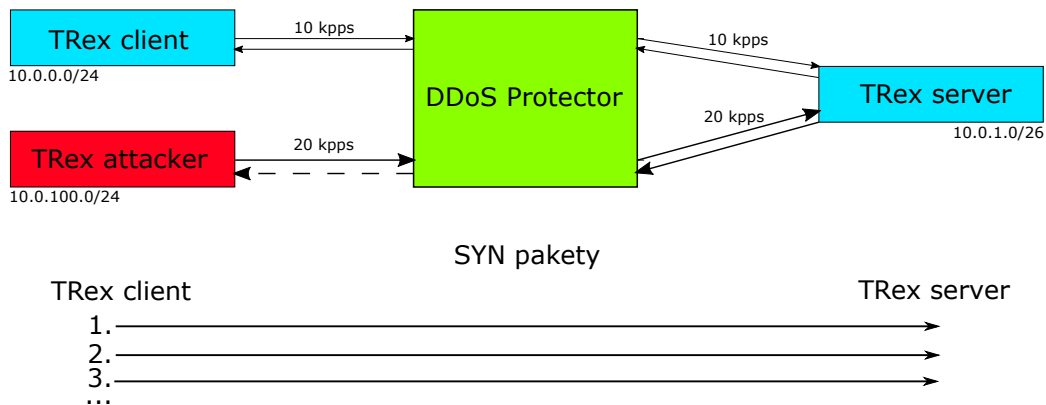 TRex client
10.0.0.0/24
10 kpps
DDoS Protector
10 kpps
TRex server
10.0.1.0/26
TRex attacker
10.0.100.0/24
20 kpps
20 kpps
SYN pakety
TRex client
TRex server
1.
2.
3.
...